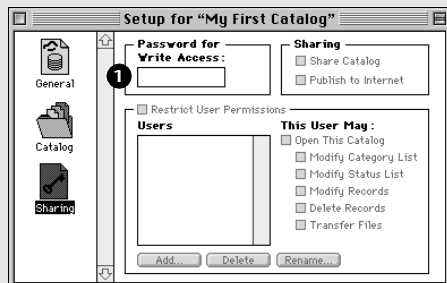 Setup for “My First Catalog”
General
Catalog
Sharing
1
Password for
Write Access:
Sharing
Share Catalog
Publish to Internet
Restrict User Permissions
Users
This User May:
Open This Catalog
Modify Category List
Modify Status List
Modify Records
Delete Records
Transfer Files
Add...
Delete
Rename...